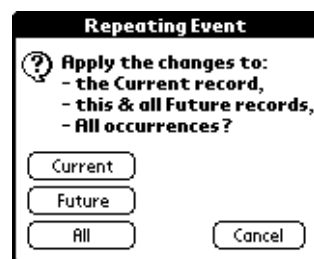 Repeating Event
Apply the changes to:
- the Current record,
- this & all Future records,
- All occurrences?
Current
Future
All
Cancel